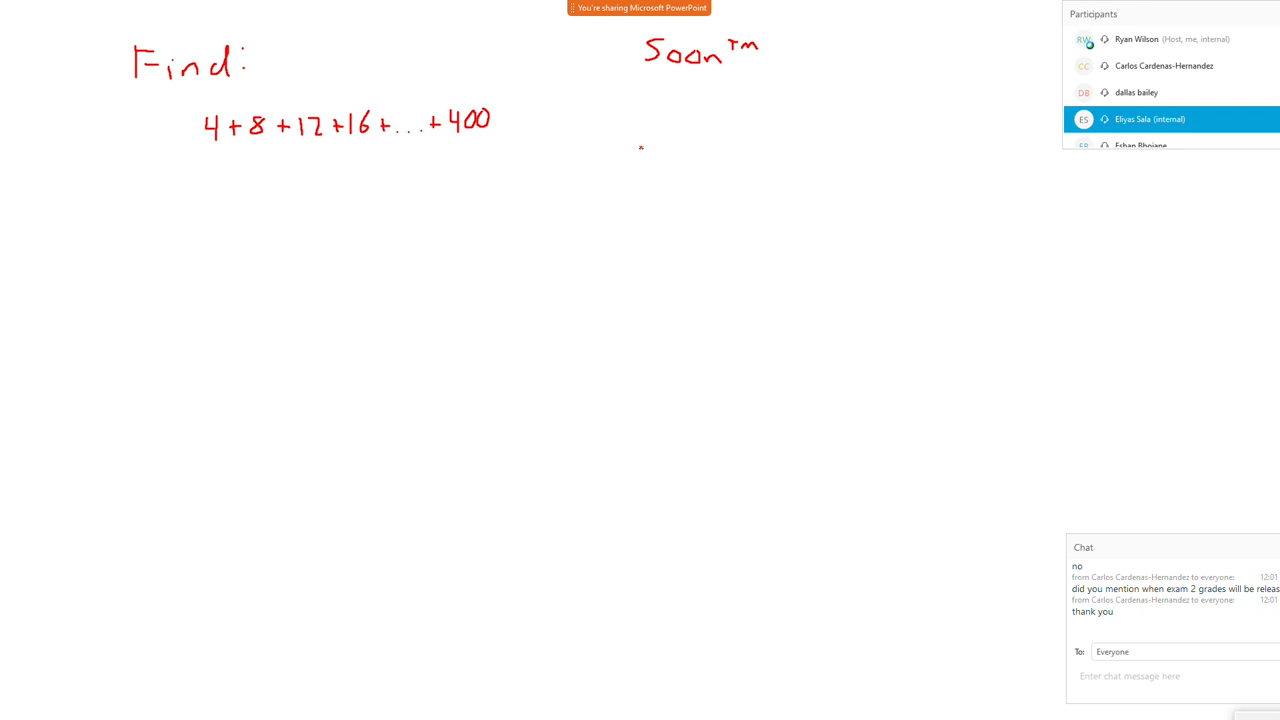 You're sharing Microsoft PowerPoint
Find:
Soon™
4 + 8 + 12 + 16 + ... + 400
Participants
RW Ryan Wilson (Host, me, internal)
CC Carlos Cardenas-Hernandez
DB dallas bailey
ES Eliyas Sala (internal)
EB Eshan Bhojane
Chat
no
from Carlos Cardenas-Hernandez to everyone: 12:01
did you mention when exam 2 grades will be releas
from Carlos Cardenas-Hernandez to everyone: 12:01
thank you
To: Everyone
Enter chat message here